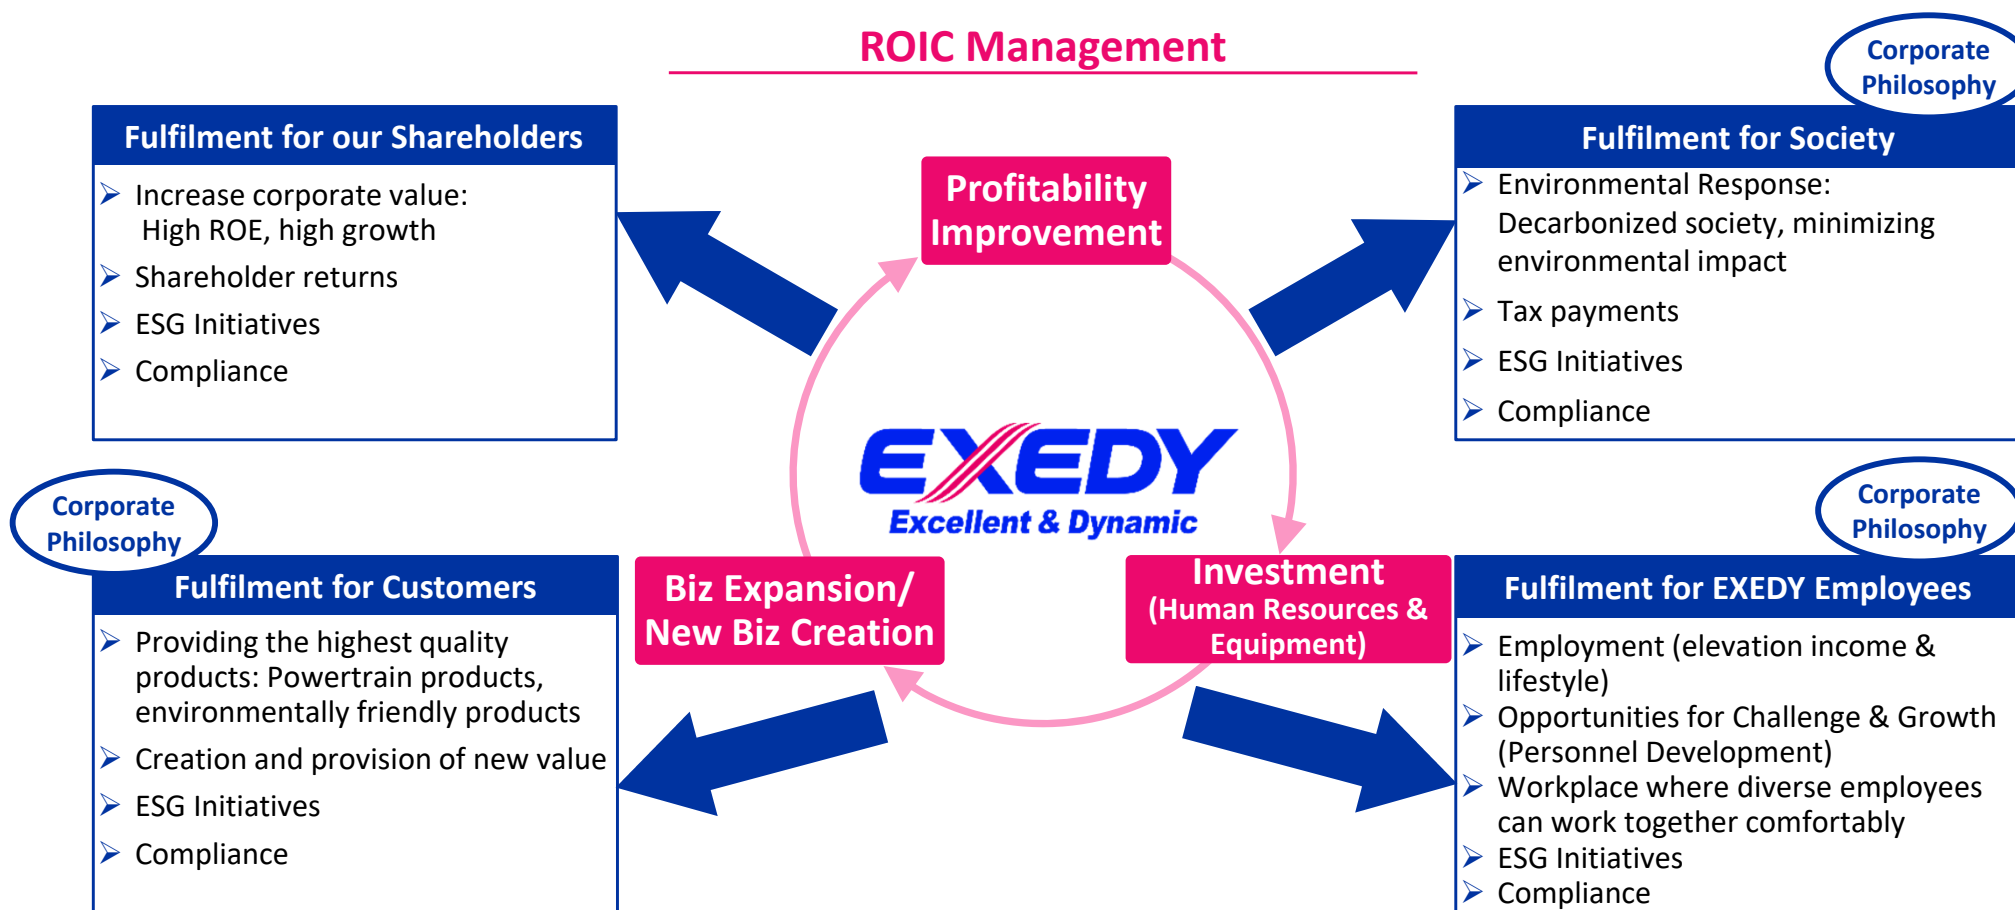 ROIC Management
Corporate
Philosophy
Fulfilment for our Shareholders
Increase corporate value:
High ROE, high growth
Shareholder returns
ESG Initiatives
Compliance
Profitability
Improvement
Fulfilment for Society
Environmental Response:
Decarbonized society, minimizing
environmental impact
Tax payments
ESG Initiatives
Compliance
EXEDY
Excellent & Dynamic
Corporate
Philosophy
Fulfilment for Customers
Providing the highest quality
products: Powertrain products,
environmentally friendly products
Creation and provision of new value
ESG Initiatives
Compliance
Biz Expansion/
New Biz Creation
Investment
(Human Resources &
Equipment)
Corporate
Philosophy
Fulfilment for EXEDY Employees
Employment (elevation income &
lifestyle)
Opportunities for Challenge & Growth
(Personnel Development)
Workplace where diverse employees
can work together comfortably
ESG Initiatives
Compliance